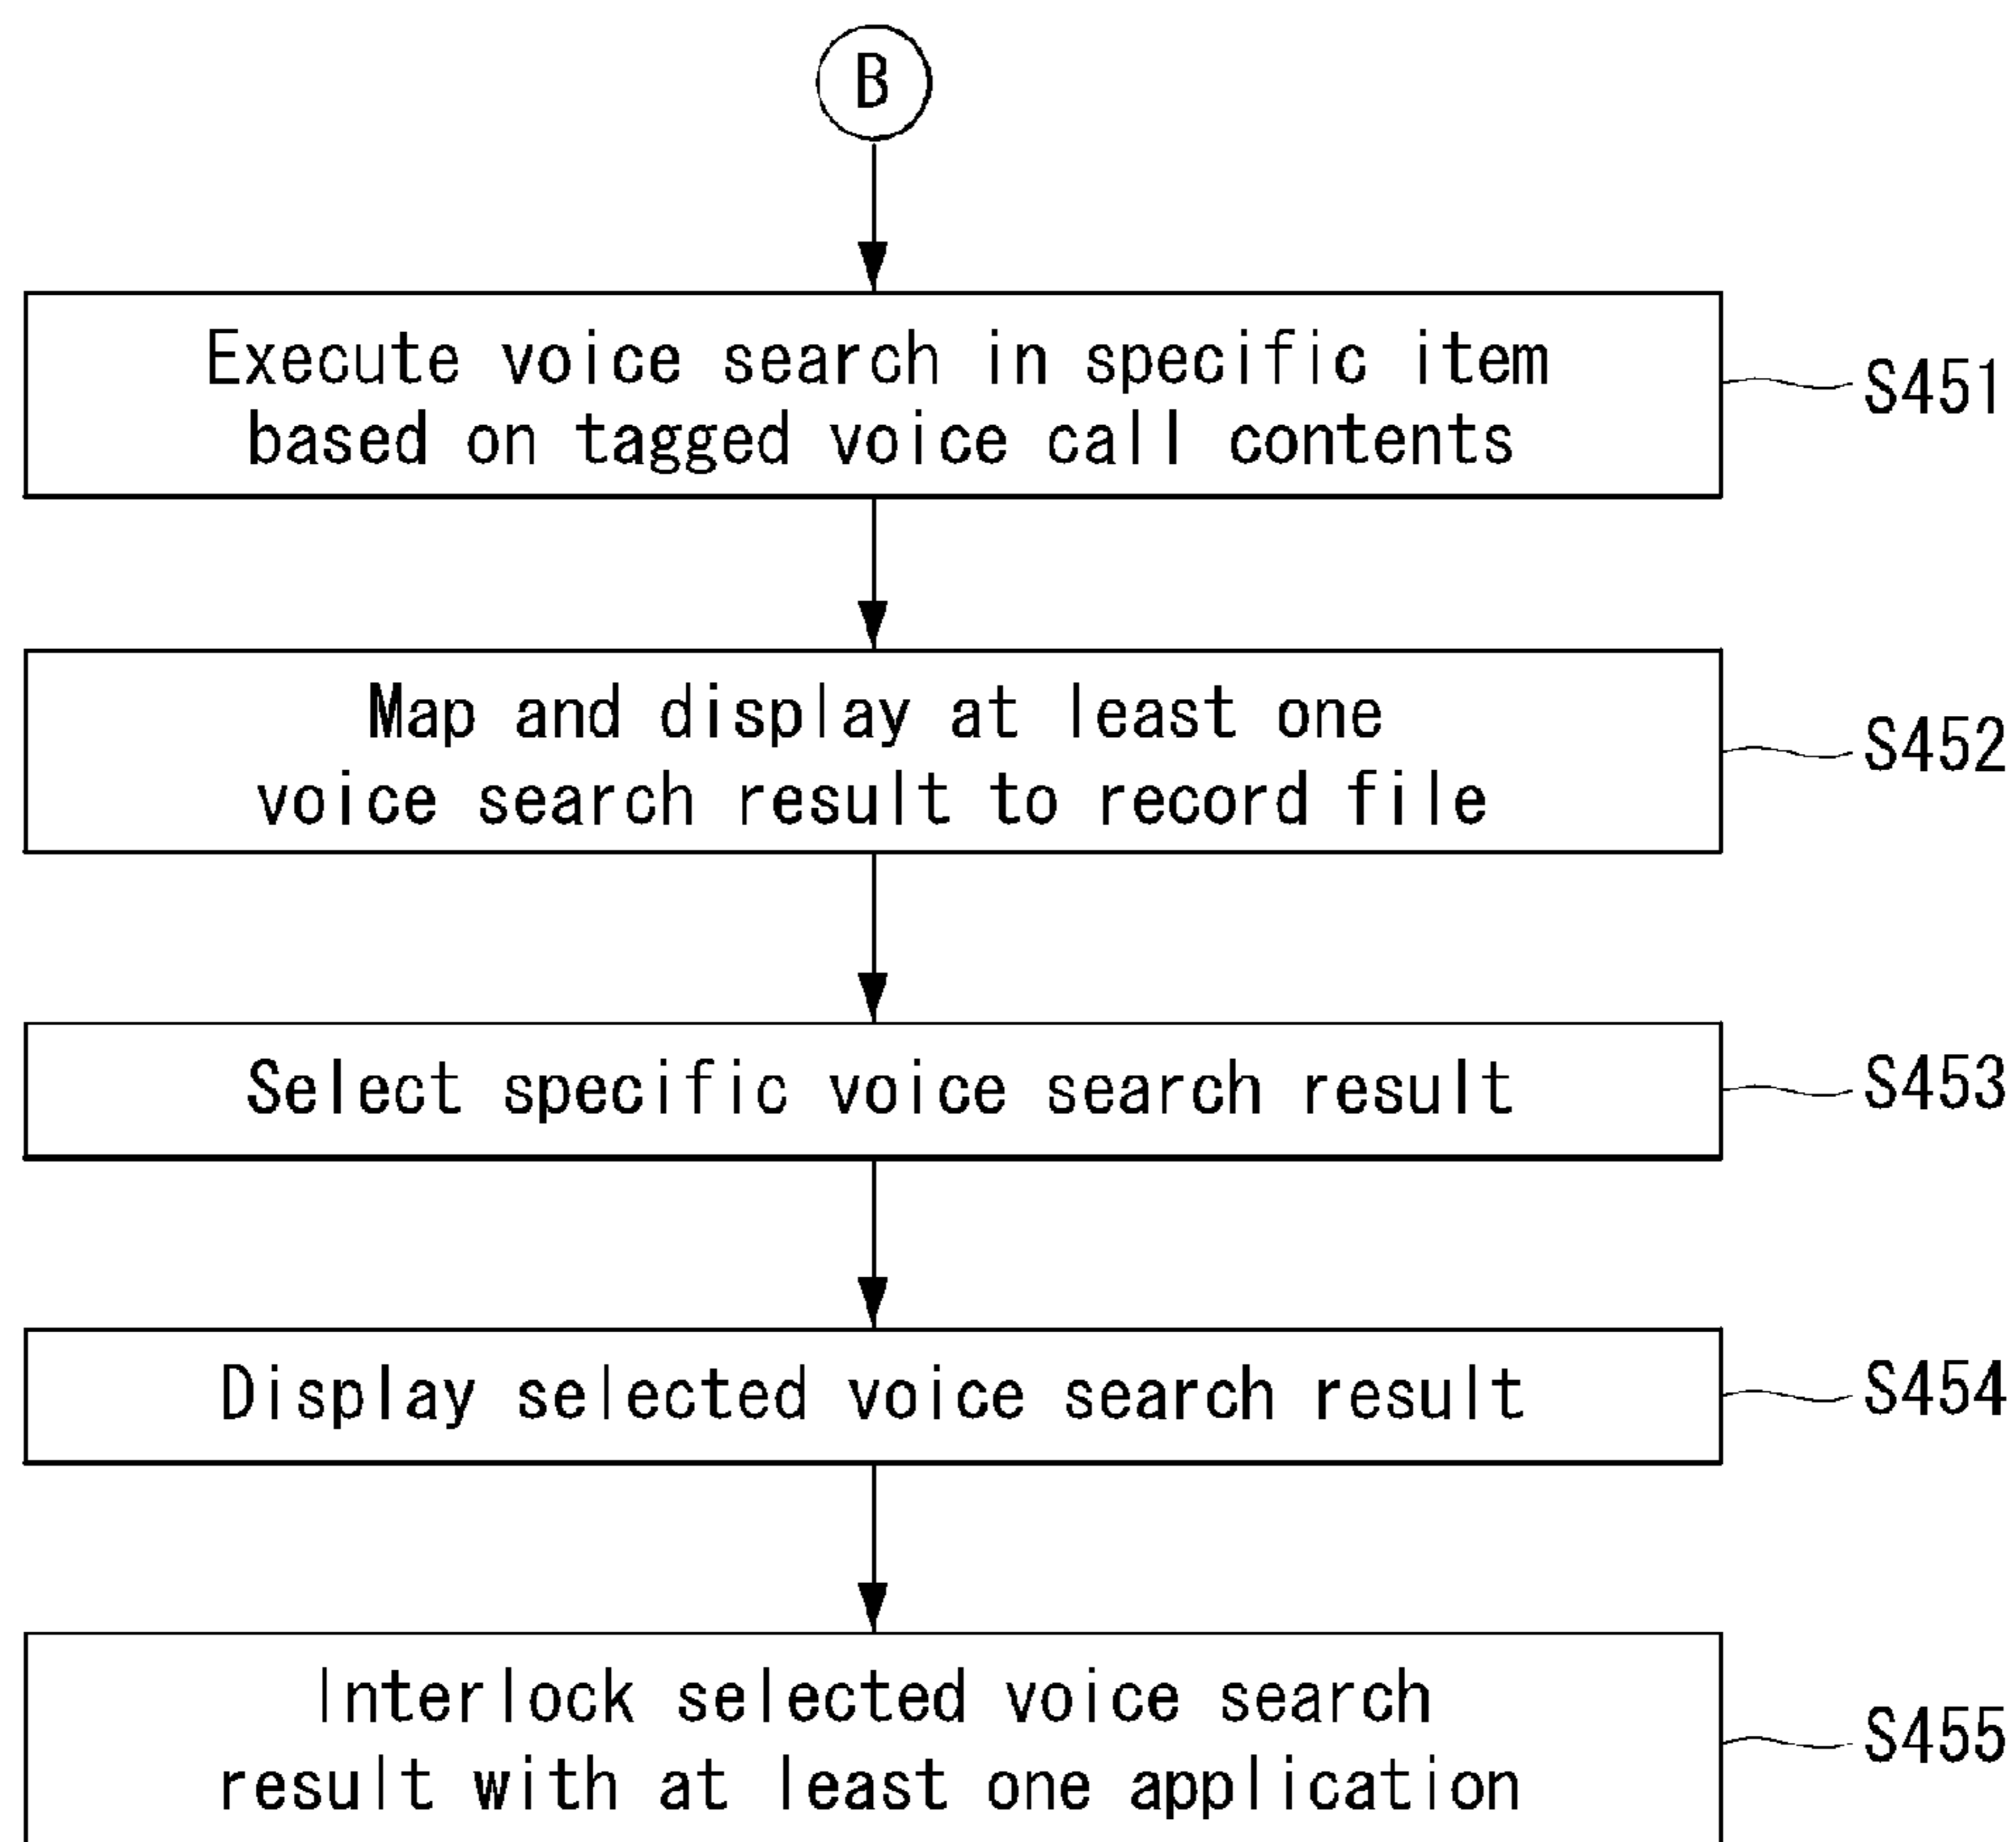 B
Execute voice search in specific item
based on tagged voice call contents
S451
Map and display at least one
voice search result to record file
S452
Select specific voice search result
S453
Display selected voice search result
S454
Interlock selected voice search
result with at least one application
S455